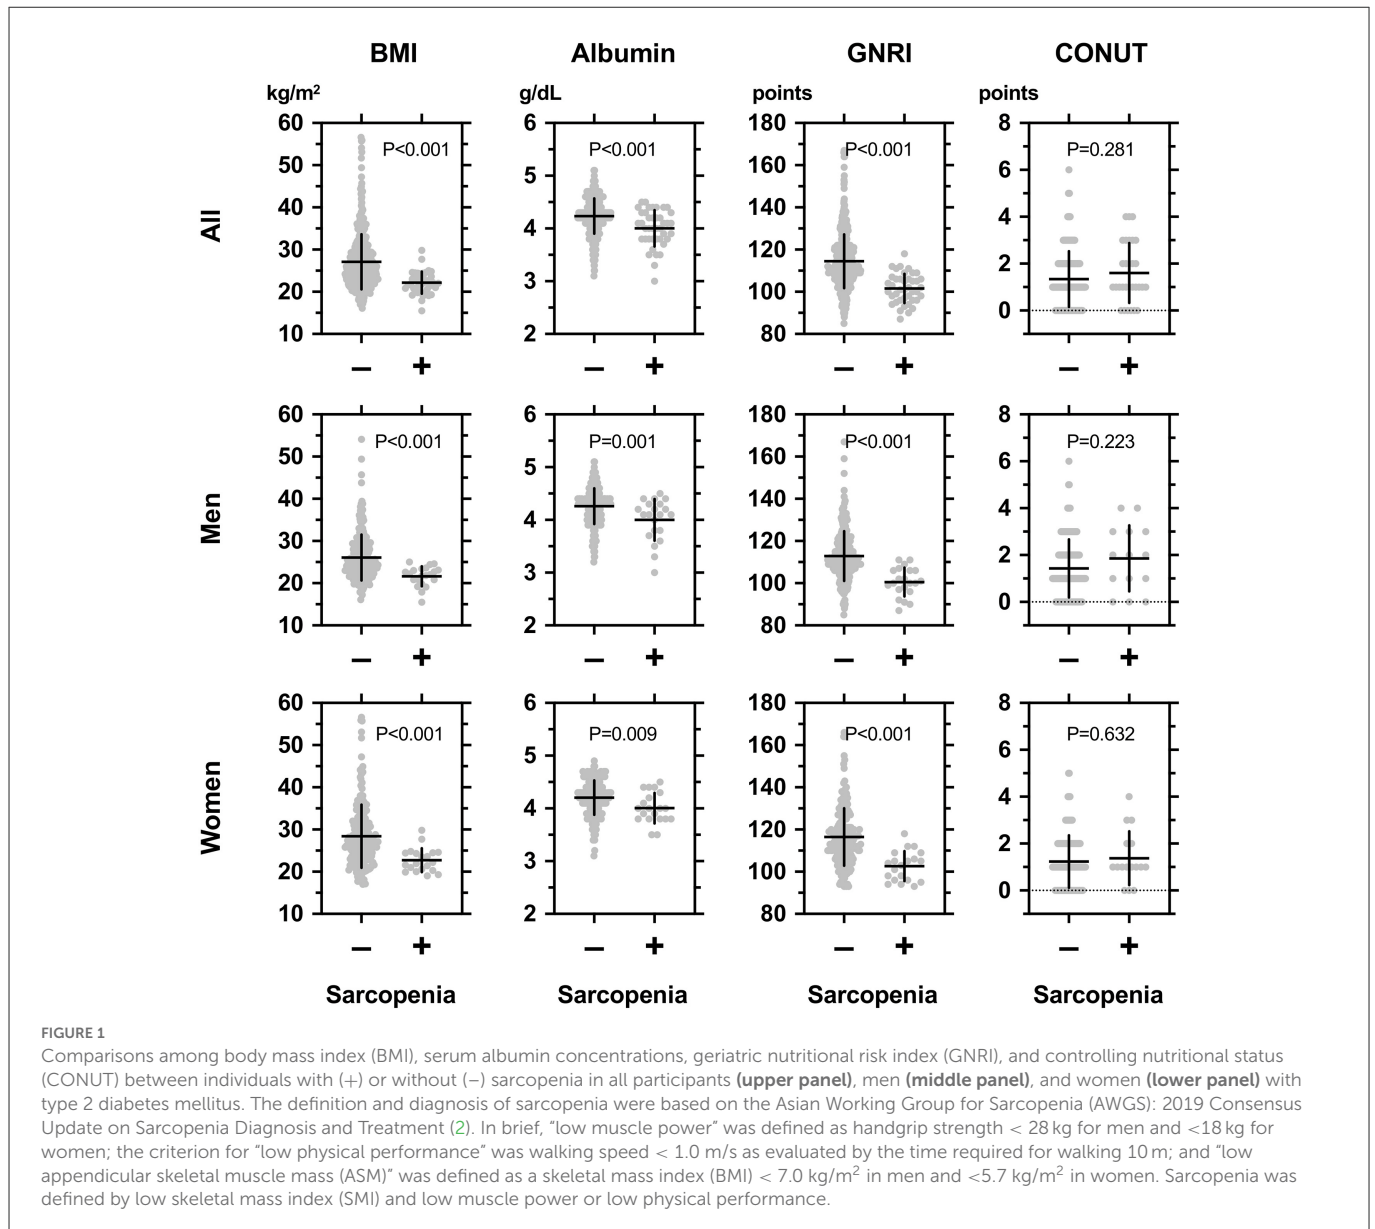 BMI Albumin GNRI CONUT
kg/m² g/dL points points
All
60 50 40 30 20 10 P<0.001 − +
6 5 4 3 2 P<0.001 − +
180 160 140 120 100 80 P<0.001 − +
8 6 4 2 0 P=0.281 − +
Men
60 50 40 30 20 10 P<0.001 − +
6 5 4 3 2 P=0.001 − +
180 160 140 120 100 80 P<0.001 − +
8 6 4 2 0 P=0.223 − +
Women
60 50 40 30 20 10 P<0.001 − +
6 5 4 3 2 P=0.009 − +
180 160 140 120 100 80 P<0.001 − +
8 6 4 2 0 P=0.632 − +
Sarcopenia Sarcopenia Sarcopenia Sarcopenia
FIGURE 1
Comparisons among body mass index (BMI), serum albumin concentrations, geriatric nutritional risk index (GNRI), and controlling nutritional status
(CONUT) between individuals with (+) or without (−) sarcopenia in all participants (upper panel), men (middle panel), and women (lower panel) with
type 2 diabetes mellitus. The definition and diagnosis of sarcopenia were based on the Asian Working Group for Sarcopenia (AWGS): 2019 Consensus
Update on Sarcopenia Diagnosis and Treatment (2). In brief, “low muscle power” was defined as handgrip strength < 28 kg for men and <18 kg for
women; the criterion for “low physical performance” was walking speed < 1.0 m/s as evaluated by the time required for walking 10 m; and “low
appendicular skeletal muscle mass (ASM)” was defined as a skeletal mass index (BMI) < 7.0 kg/m² in men and <5.7 kg/m² in women. Sarcopenia was
defined by low skeletal mass index (SMI) and low muscle power or low physical performance.